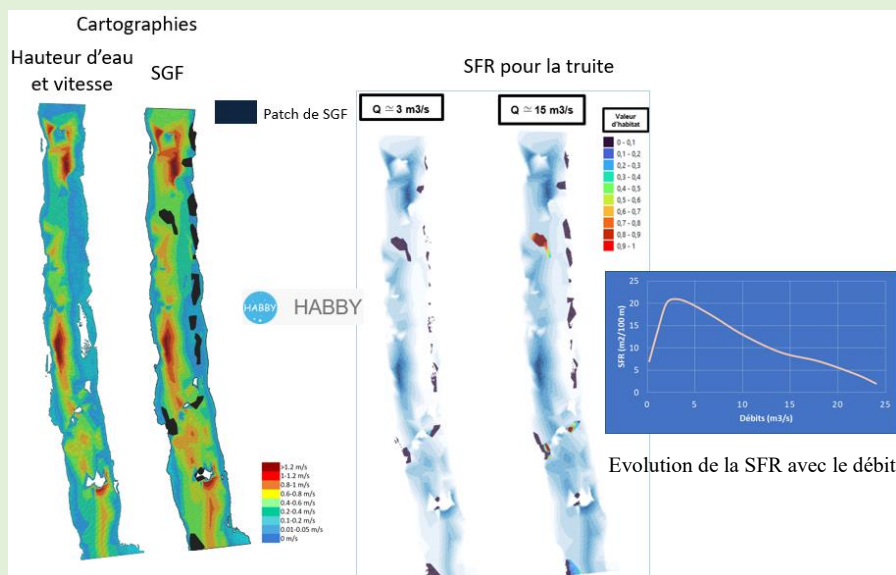 Cartographies
Hauteur d'eau
et vitesse
SGF
Patch de SGF
>1.2 m/s
1-1.2 m/s
0.8-1 m/s
0.6-0.8 m/s
0.4-0.6 m/s
0.2-0.4 m/s
0.1-0.2 m/s
0.01-0.05 m/s
0 m/s
HABBY
HABBY
SFR pour la truite
Q ≃ 3 m3/s
Q ≃ 15 m3/s
Valeur
d'habitat
0 - 0,1
0,1 - 0,2
0,2 - 0,3
0,3 - 0,4
0,4 - 0,5
0,5 - 0,6
0,6 - 0,7
0,7 - 0,8
0,8 - 0,9
0,9 - 1
SFR (m2/100 m)
25
20
15
10
5
0
0
5
10
15
20
25
Débits (m3/s)
Evolution de la SFR avec le débit